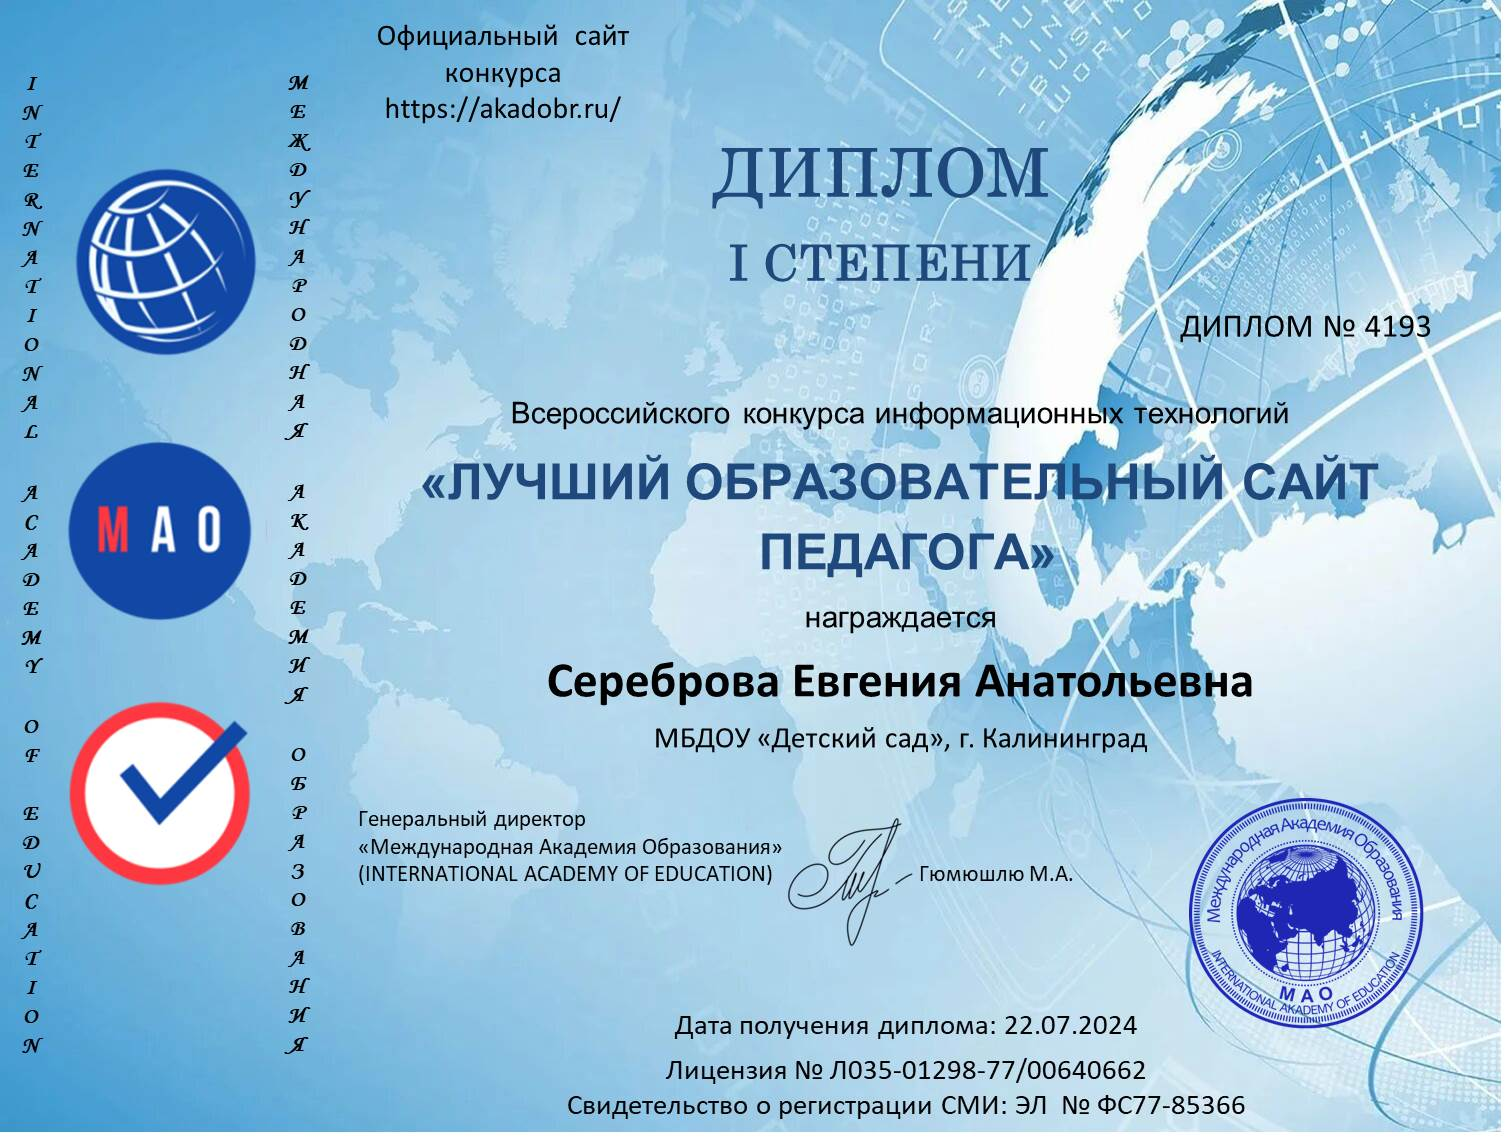 Официальный сайт
конкурса
https://akadobr.ru/
INTERNATIONAL ACADEMY OF EDUCATION
МЕЖДУНАРОДНАЯ АКАДЕМИЯ ОБРАЗОВАНИЯ
МАО
ДИПЛОМ
I СТЕПЕНИ
ДИПЛОМ № 4193
Всероссийского конкурса информационных технологий
«ЛУЧШИЙ ОБРАЗОВАТЕЛЬНЫЙ САЙТ
ПЕДАГОГА»
награждается
Сереброва Евгения Анатольевна
МБДОУ «Детский сад», г. Калининград
Генеральный директор
«Международная Академия Образования»
(INTERNATIONAL ACADEMY OF EDUCATION)
Гюмюшлю М.А.
Международная Академия Образования
МАО
INTERNATIONAL AKADEMY OF EDUCATION
Дата получения диплома: 22.07.2024
Лицензия № Л035-01298-77/00640662
Свидетельство о регистрации СМИ: ЭЛ № ФС77-85366